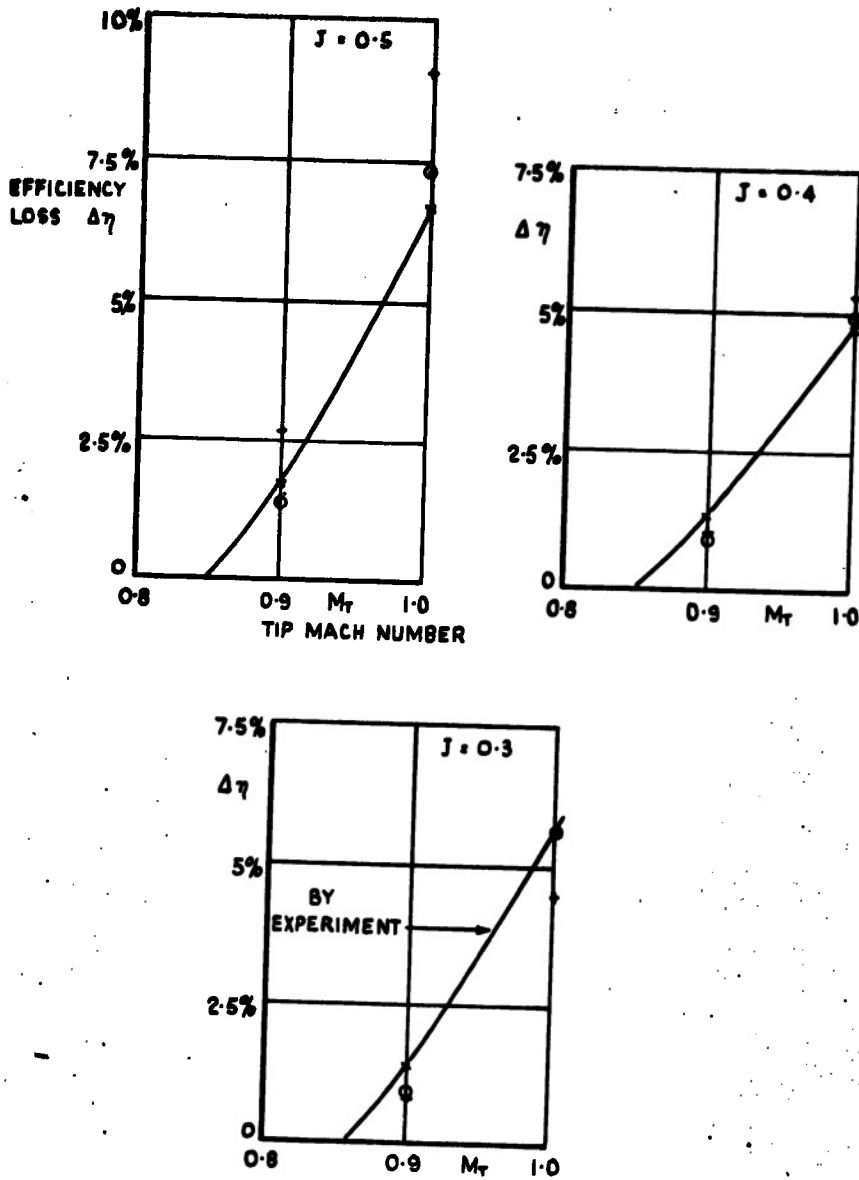 10%
J = 0.5
7.5%
EFFICIENCY
LOSS Δη
5%
2.5%
0
0.8 0.9 M_T 1.0
TIP MACH NUMBER
7.5%
J = 0.4
Δη
5%
2.5%
0
0.8 0.9 M_T 1.0
7.5%
J = 0.3
Δη
5%
BY
EXPERIMENT
2.5%
0
0.8 0.9 M_T 1.0